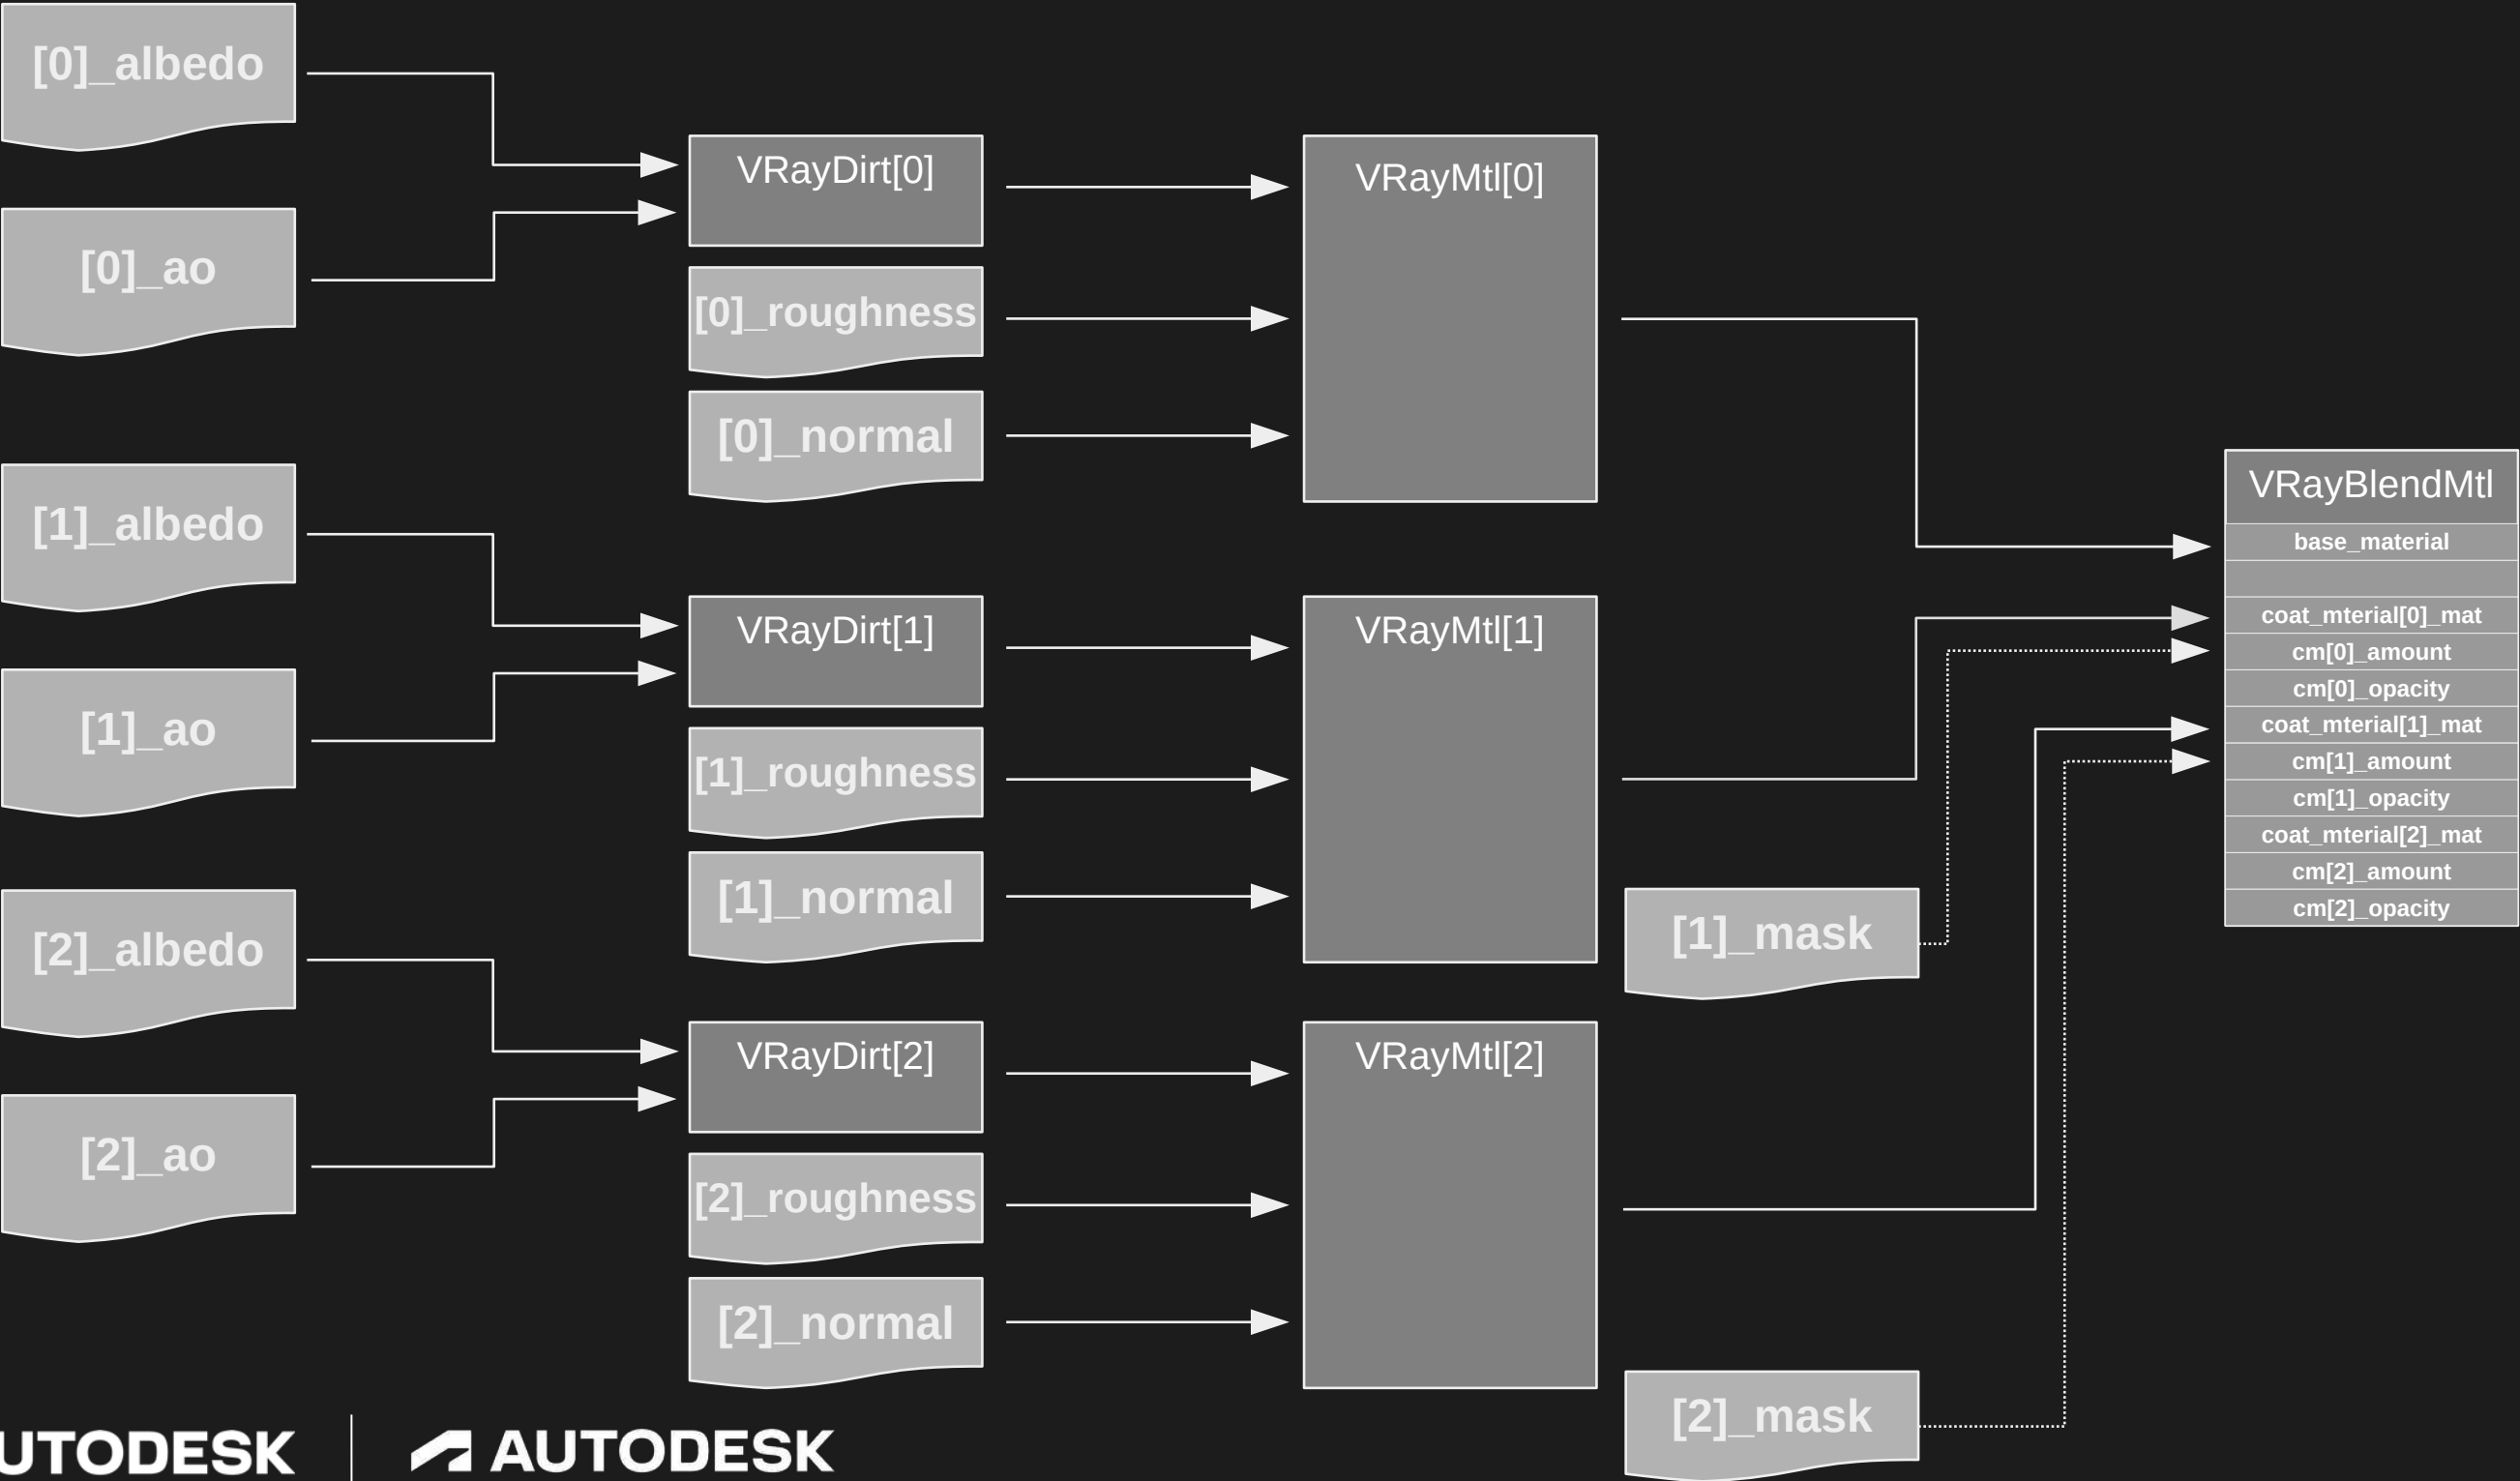 [0]_albedo
[0]_ao
VRayDirt[0]
[0]_roughness
[0]_normal
VRayMtl[0]
[1]_albedo
[1]_ao
VRayDirt[1]
[1]_roughness
[1]_normal
VRayMtl[1]
[1]_mask
[2]_albedo
[2]_ao
VRayDirt[2]
[2]_roughness
[2]_normal
VRayMtl[2]
[2]_mask
VRayBlendMtl
base_material
coat_mterial[0]_mat
cm[0]_amount
cm[0]_opacity
coat_mterial[1]_mat
cm[1]_amount
cm[1]_opacity
coat_mterial[2]_mat
cm[2]_amount
cm[2]_opacity
UTODESK
AUTODESK